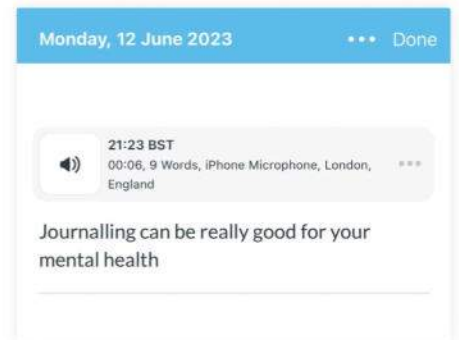 Monday, 12 June 2023 ••• Done
21:23 BST
00:06, 9 Words, iPhone Microphone, London,
England
Journalling can be really good for your
mental health